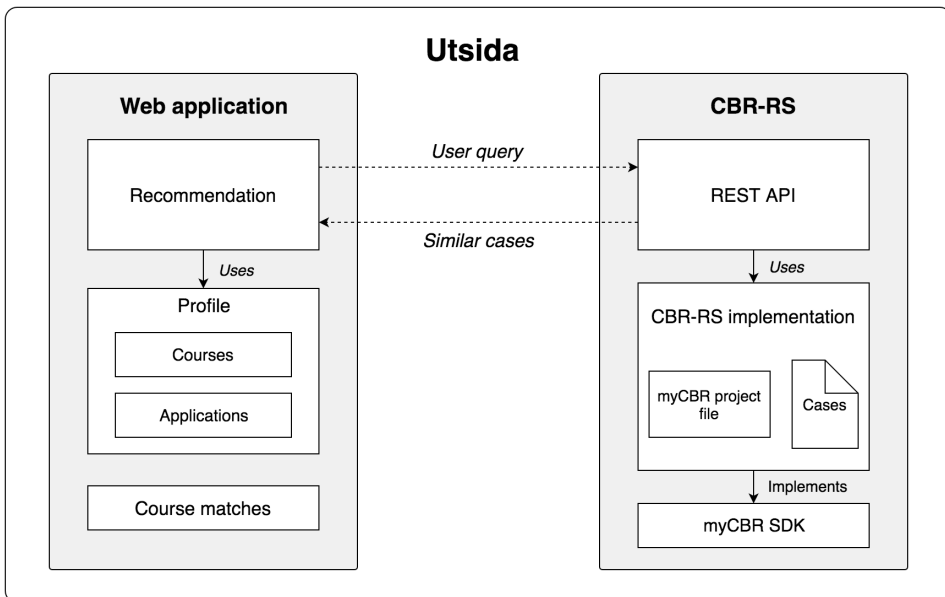 Utsida
Web application
Recommendation
Uses
Profile
Courses
Applications
Course matches
User query
Similar cases
CBR-RS
REST API
Uses
CBR-RS implementation
myCBR project
file
Cases
Implements
myCBR SDK